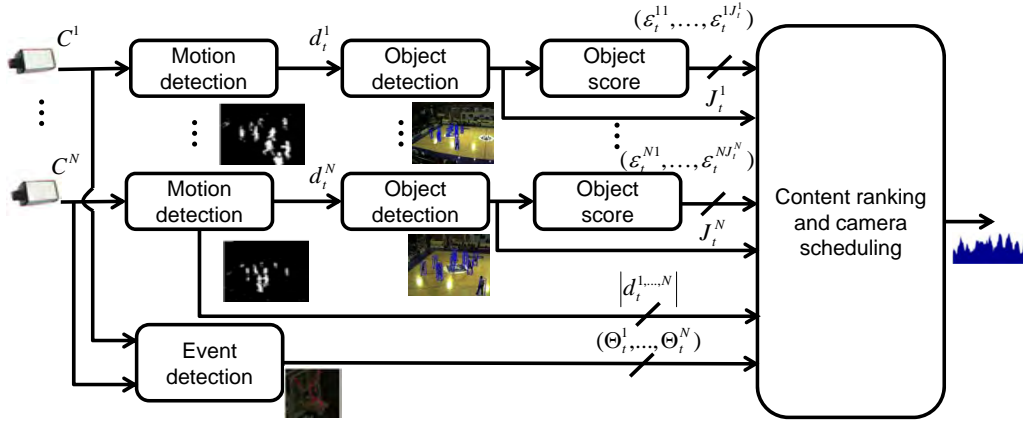 C^1
Motion detection
d_t^1
Object detection
Object score
(ε_t^{11},...,ε_t^{1J_t^1})
J_t^1
C^N
Motion detection
d_t^N
Object detection
Object score
(ε_t^{N1},...,ε_t^{NJ_t^N})
J_t^N
|d_t^{1,...,N}|
Event detection
(Θ_t^1,...,Θ_t^N)
Content ranking and camera scheduling